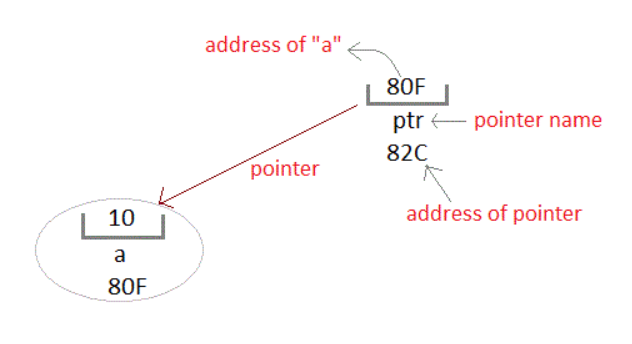 address of "a"
80F
ptr
pointer name
82C
pointer
address of pointer
10
a
80F